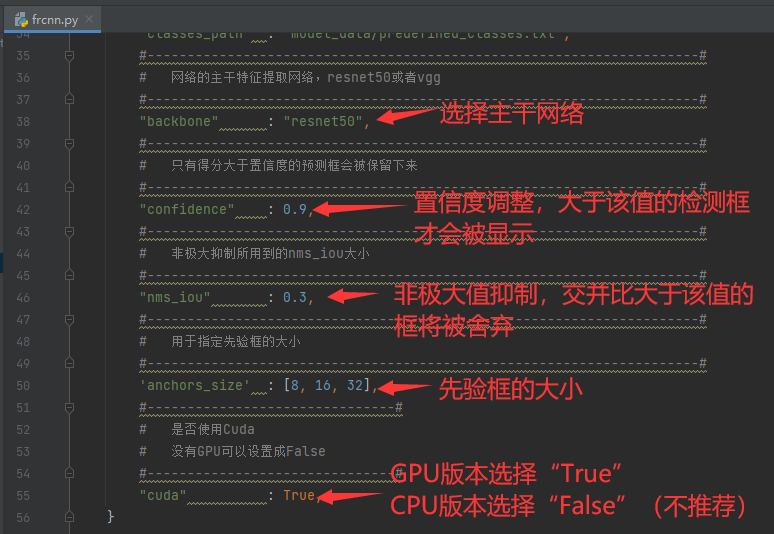 frcnn.py
34 "classes_path" : 'model_data/predefined_classes.txt',
35 #---------------------------------------------------------------------#
36 # 网络的主干特征提取网络，resnet50或者vgg
37 #---------------------------------------------------------------------#
38 "backbone" : "resnet50",
选择主干网络
39 #---------------------------------------------------------------------#
40 # 只有得分大于置信度的预测框会被保留下来
41 #---------------------------------------------------------------------#
42 "confidence" : 0.9,
置信度调整，大于该值的检测框
才会被显示
43 #---------------------------------------------------------------------#
44 # 非极大抑制所用到的nms_iou大小
45 #---------------------------------------------------------------------#
46 "nms_iou" : 0.3,
非极大值抑制，交并比大于该值的
框将被舍弃
47 #---------------------------------------------------------------------#
48 # 用于指定先验框的大小
49 #---------------------------------------------------------------------#
50 'anchors_size' : [8, 16, 32],
先验框的大小
51 #-------------------------------#
52 # 是否使用Cuda
53 # 没有GPU可以设置成False
54 #-------------------------------#
GPU版本选择“True”
55 "cuda" : True,
CPU版本选择“False”（不推荐）
56 }